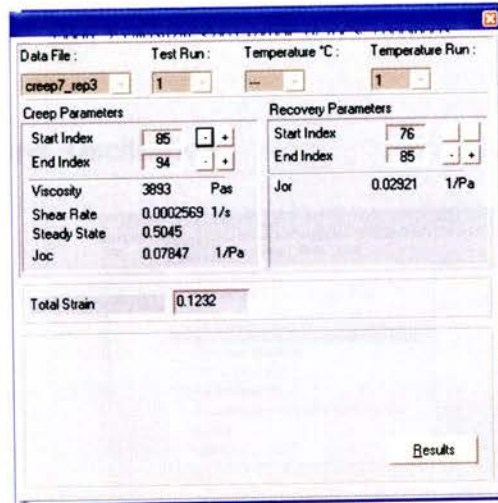 Data File :
Test Run :
Temperature °C :
Temperature Run :
creep7_rep3
1
---
1
Creep Parameters
Start Index 85 - +
End Index 94 - +
Viscosity 3893 Pas
Shear Rate 0.0002569 1/s
Steady State 0.5045
Joc 0.07847 1/Pa
Recovery Parameters
Start Index 76
End Index 85 - +
Jor 0.02921 1/Pa
Total Strain 0.1232
Results